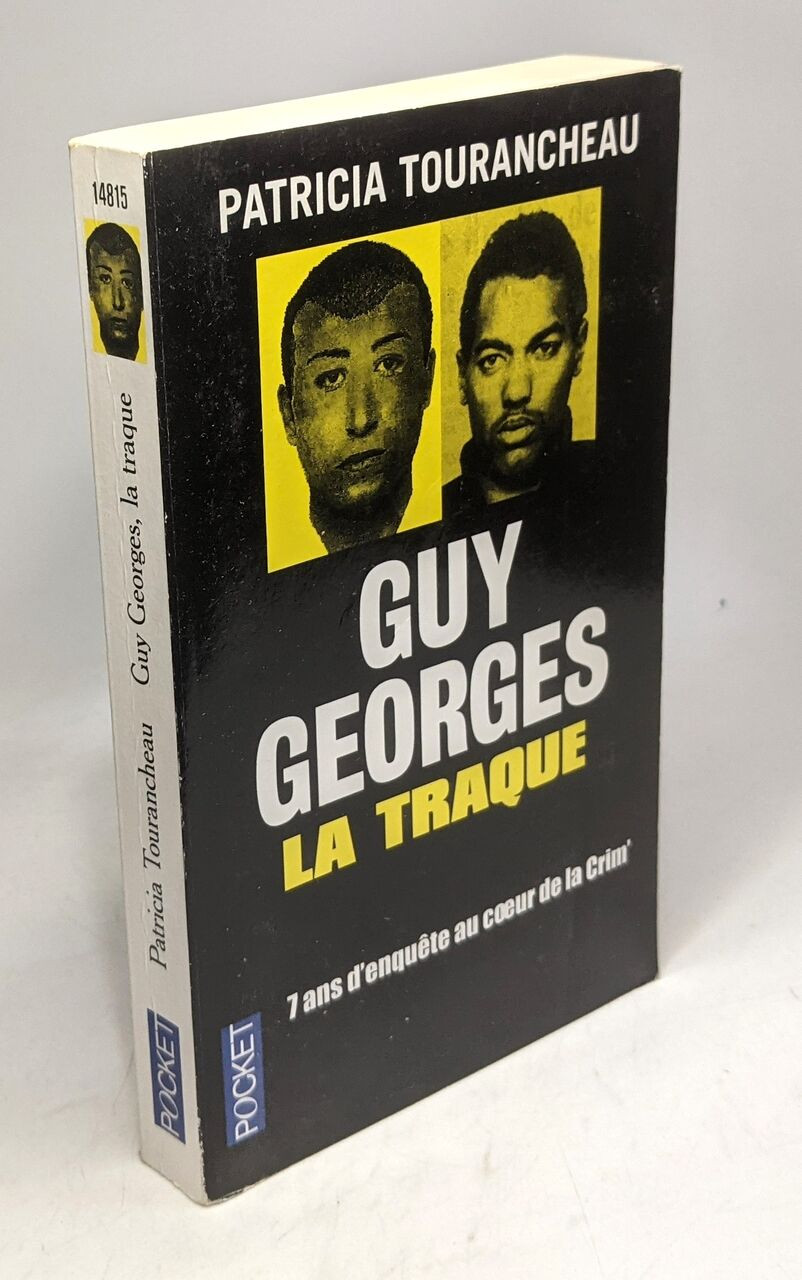 PATRICIA TOURANCHEAU
GUY
GEORGES
LA TRAQUE
7 ans d'enquête au cœur de la Crim'
POCKET
14815
Patricia Tourancheau Guy Georges, la traque
POCKET